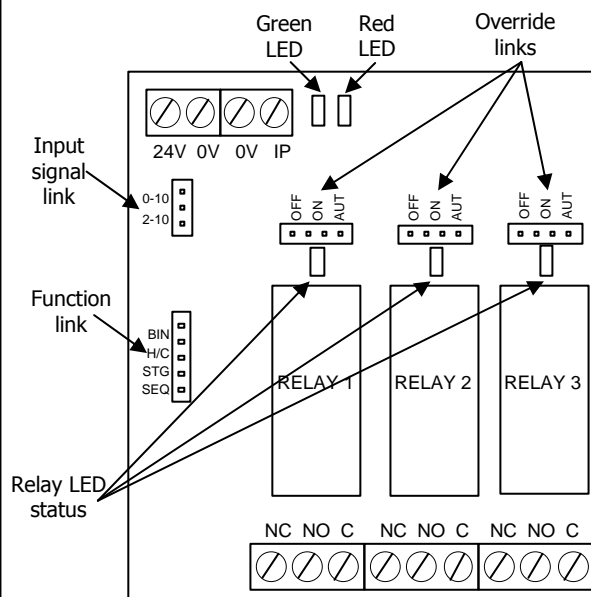 Green LED
Red LED
Override links
24V 0V 0V IP
Input signal link
0-10
2-10
OFF ON AUT
OFF ON AUT
OFF ON AUT
Function link
BIN
H/C
STG
SEQ
RELAY 1
RELAY 2
RELAY 3
Relay LED status
NC NO C NC NO C NC NO C